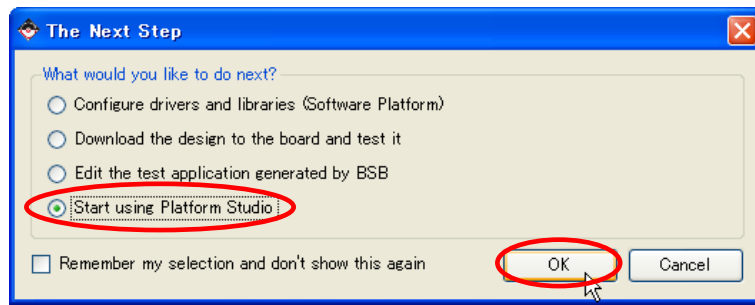 The Next Step
What would you like to do next?
Configure drivers and libraries (Software Platform)
Download the design to the board and test it
Edit the test application generated by BSB
Start using Platform Studio
Remember my selection and don't show this again
OK
Cancel